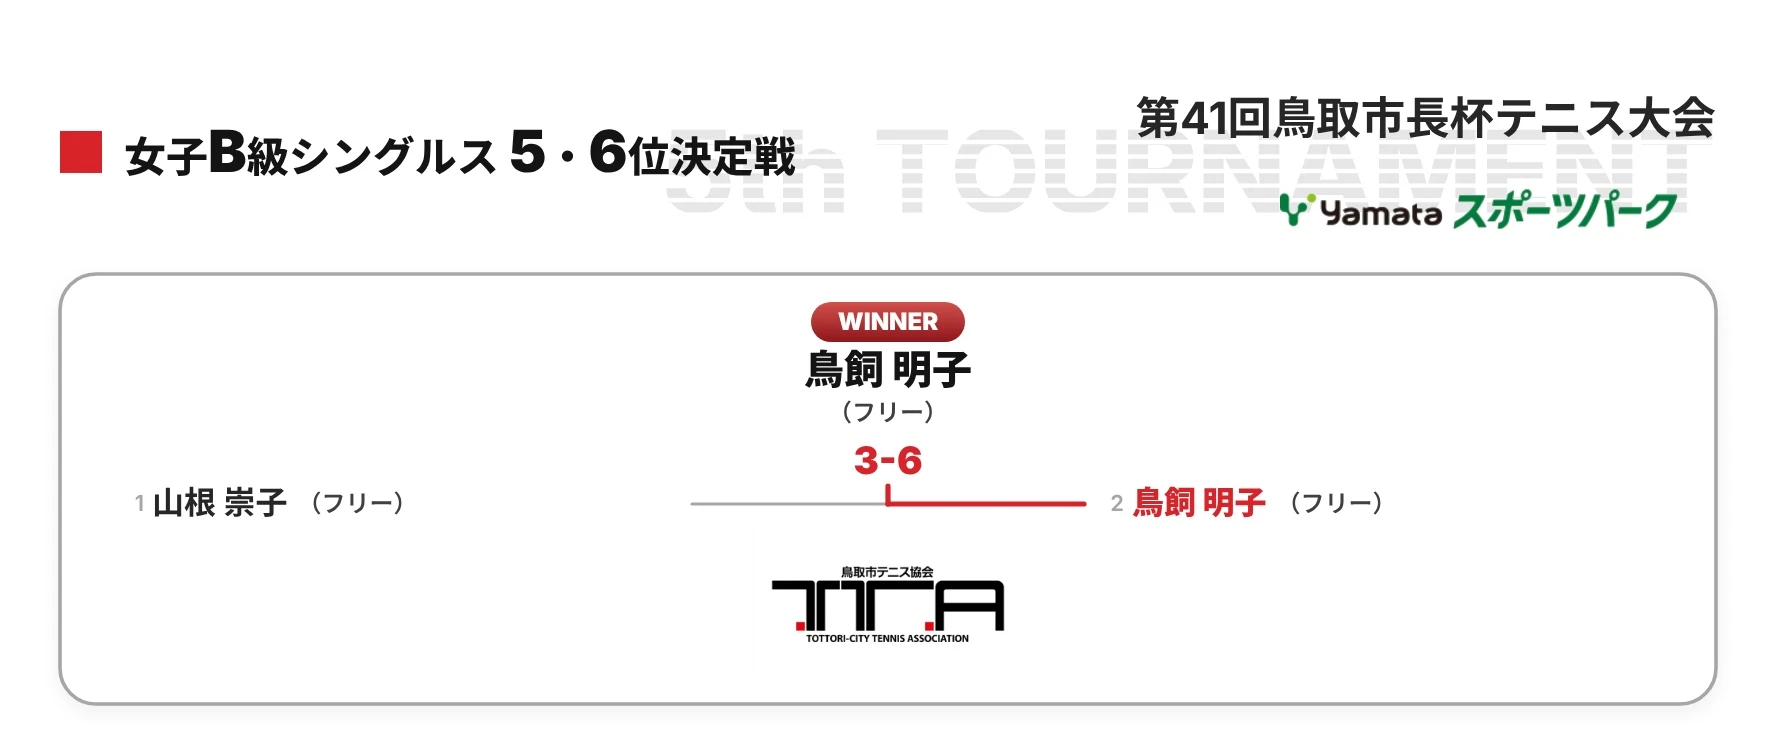 第41回鳥取市長杯テニス大会
女子B級シングルス 5・6位決定戦
5th TOURNAMENT
Yamata スポーツパーク
WINNER
鳥飼 明子
（フリー）
3-6
1 山根 崇子 （フリー）
2 鳥飼 明子 （フリー）
鳥取市テニス協会
TTA
TOTTORI-CITY TENNIS ASSOCIATION